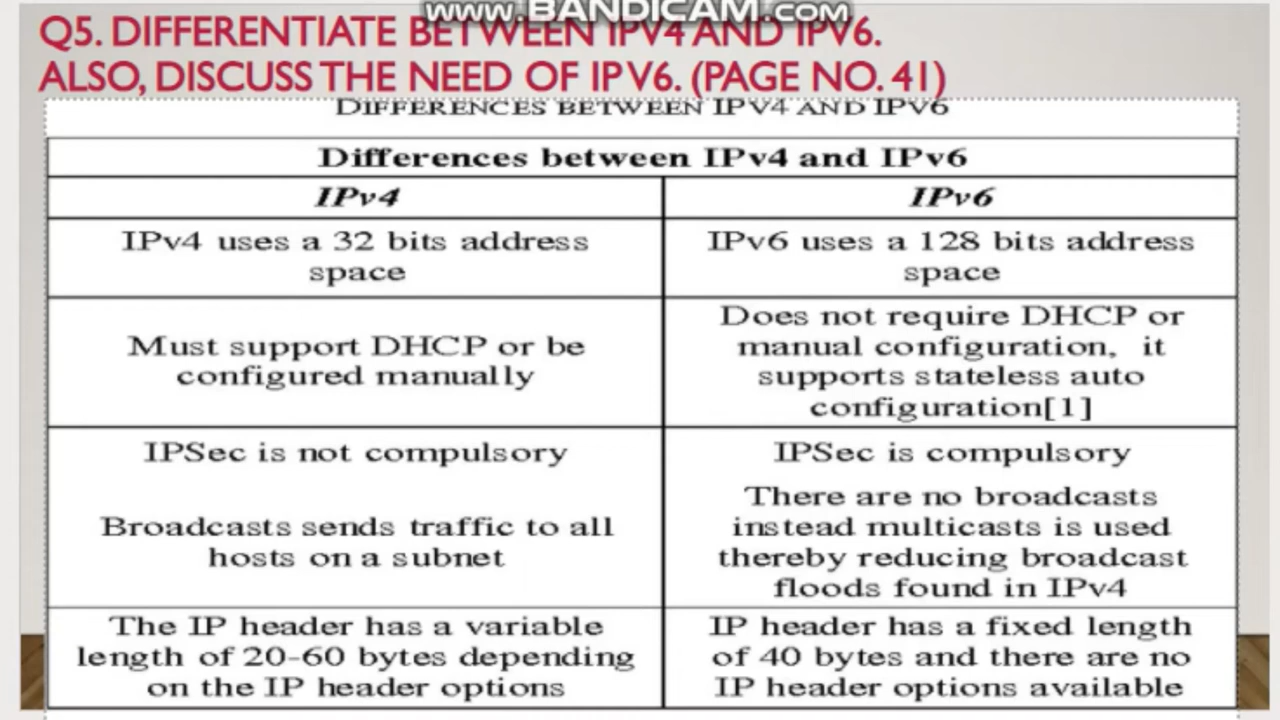 www.BANDICAM.com
Q5. DIFFERENTIATE BETWEEN IPV4 AND IPV6.
ALSO, DISCUSS THE NEED OF IPV6. (PAGE NO. 41)
DIFFERENCES BETWEEN IPV4 AND IPV6
Differences between IPv4 and IPv6
IPv4
IPv6
IPv4 uses a 32 bits address
space
IPv6 uses a 128 bits address
space
Must support DHCP or be
configured manually
Does not require DHCP or
manual configuration, it
supports stateless auto
configuration[1]
IPSec is not compulsory
IPSec is compulsory
Broadcasts sends traffic to all
hosts on a subnet
There are no broadcasts
instead multicasts is used
thereby reducing broadcast
floods found in IPv4
The IP header has a variable
length of 20-60 bytes depending
on the IP header options
IP header has a fixed length
of 40 bytes and there are no
IP header options available